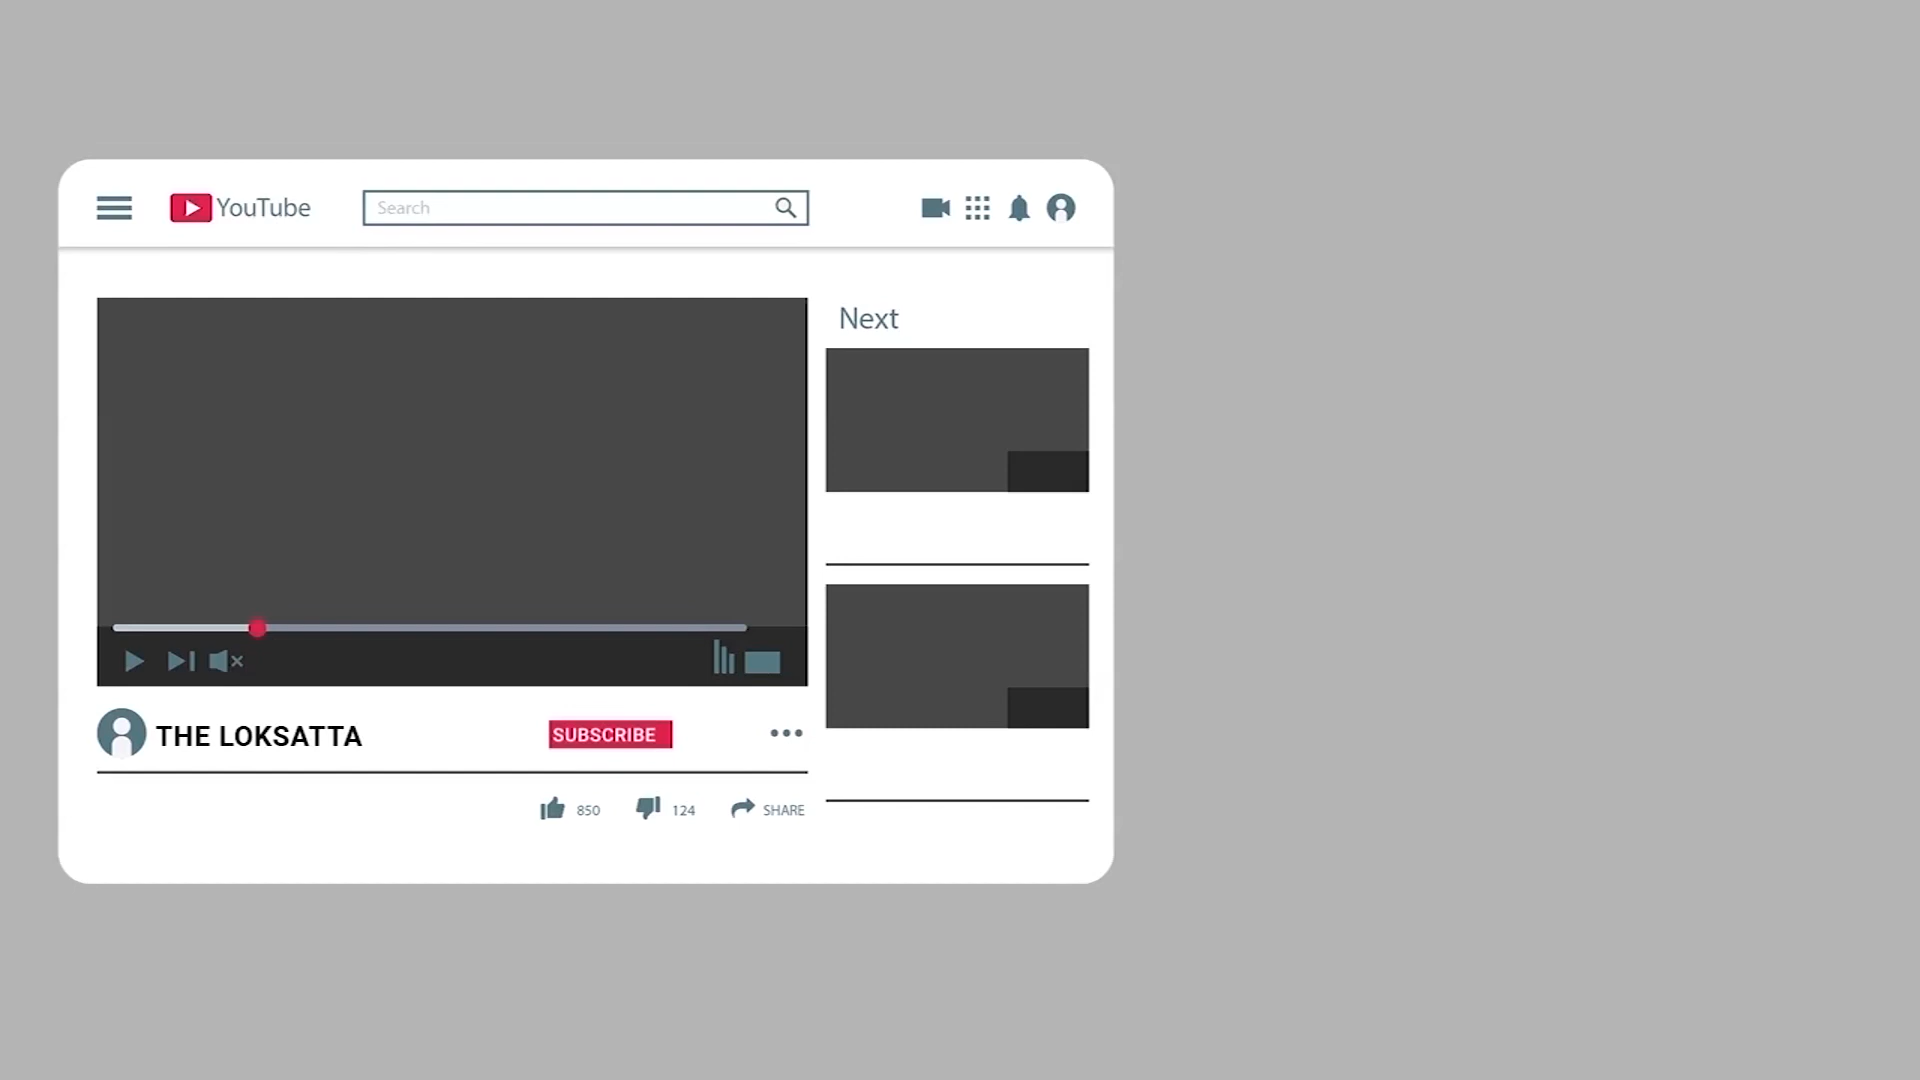 YouTube
Search
Next
THE LOKSATTA
SUBSCRIBE
850
124
SHARE